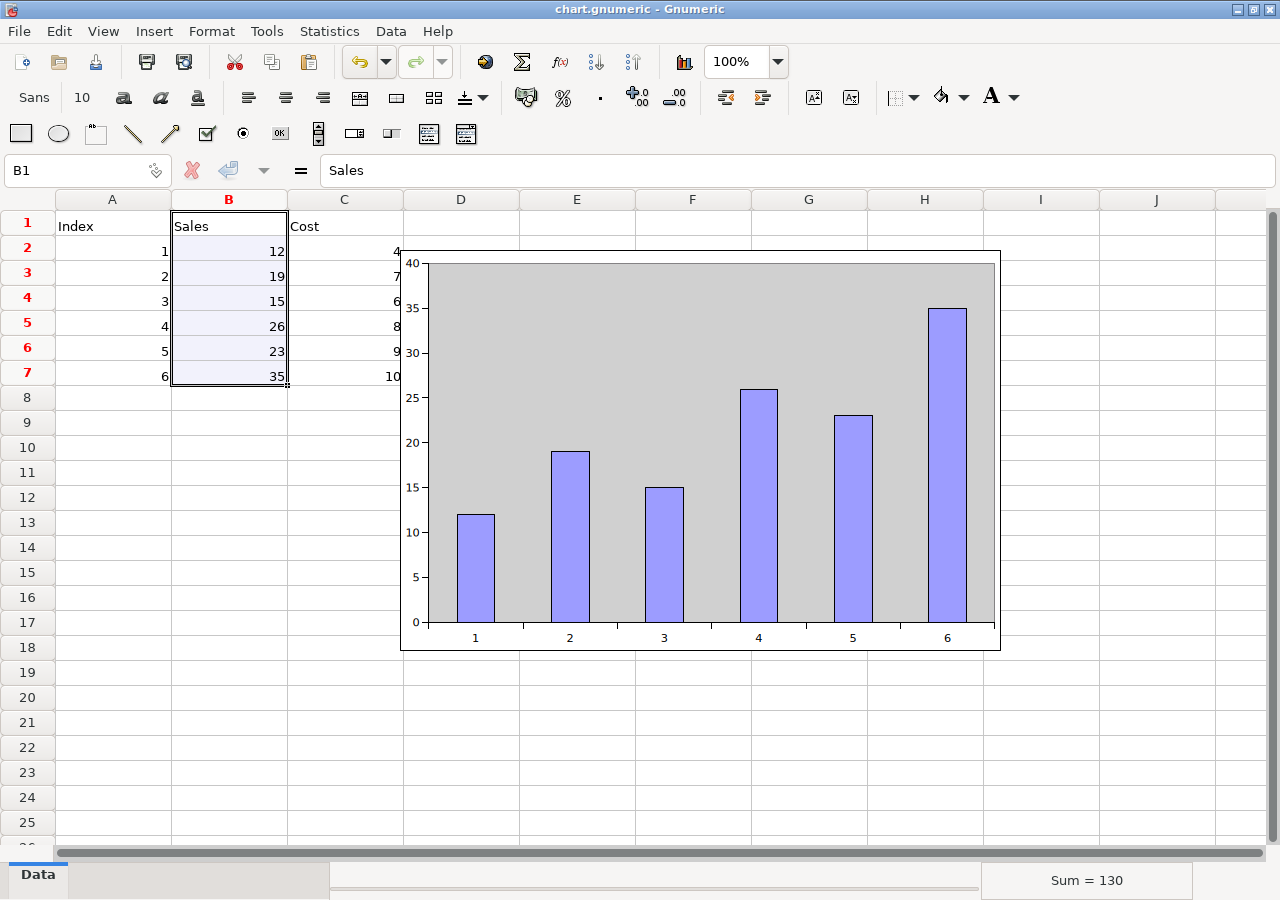 chart.gnumeric - Gnumeric
File Edit View Insert Format Tools Statistics Data Help
100%
Sans 10
B1 Sales
A B C D E F G H I J
1 Index Sales Cost
2 1 12 4
3 2 19 7
4 3 15 6
5 4 26 8
6 5 23 9
7 6 35 10
8
9
10
11
12
13
14
15
16
17
18
19
20
21
22
23
24
25
40
35
30
25
20
15
10
5
0
1 2 3 4 5 6
Data
Sum = 130